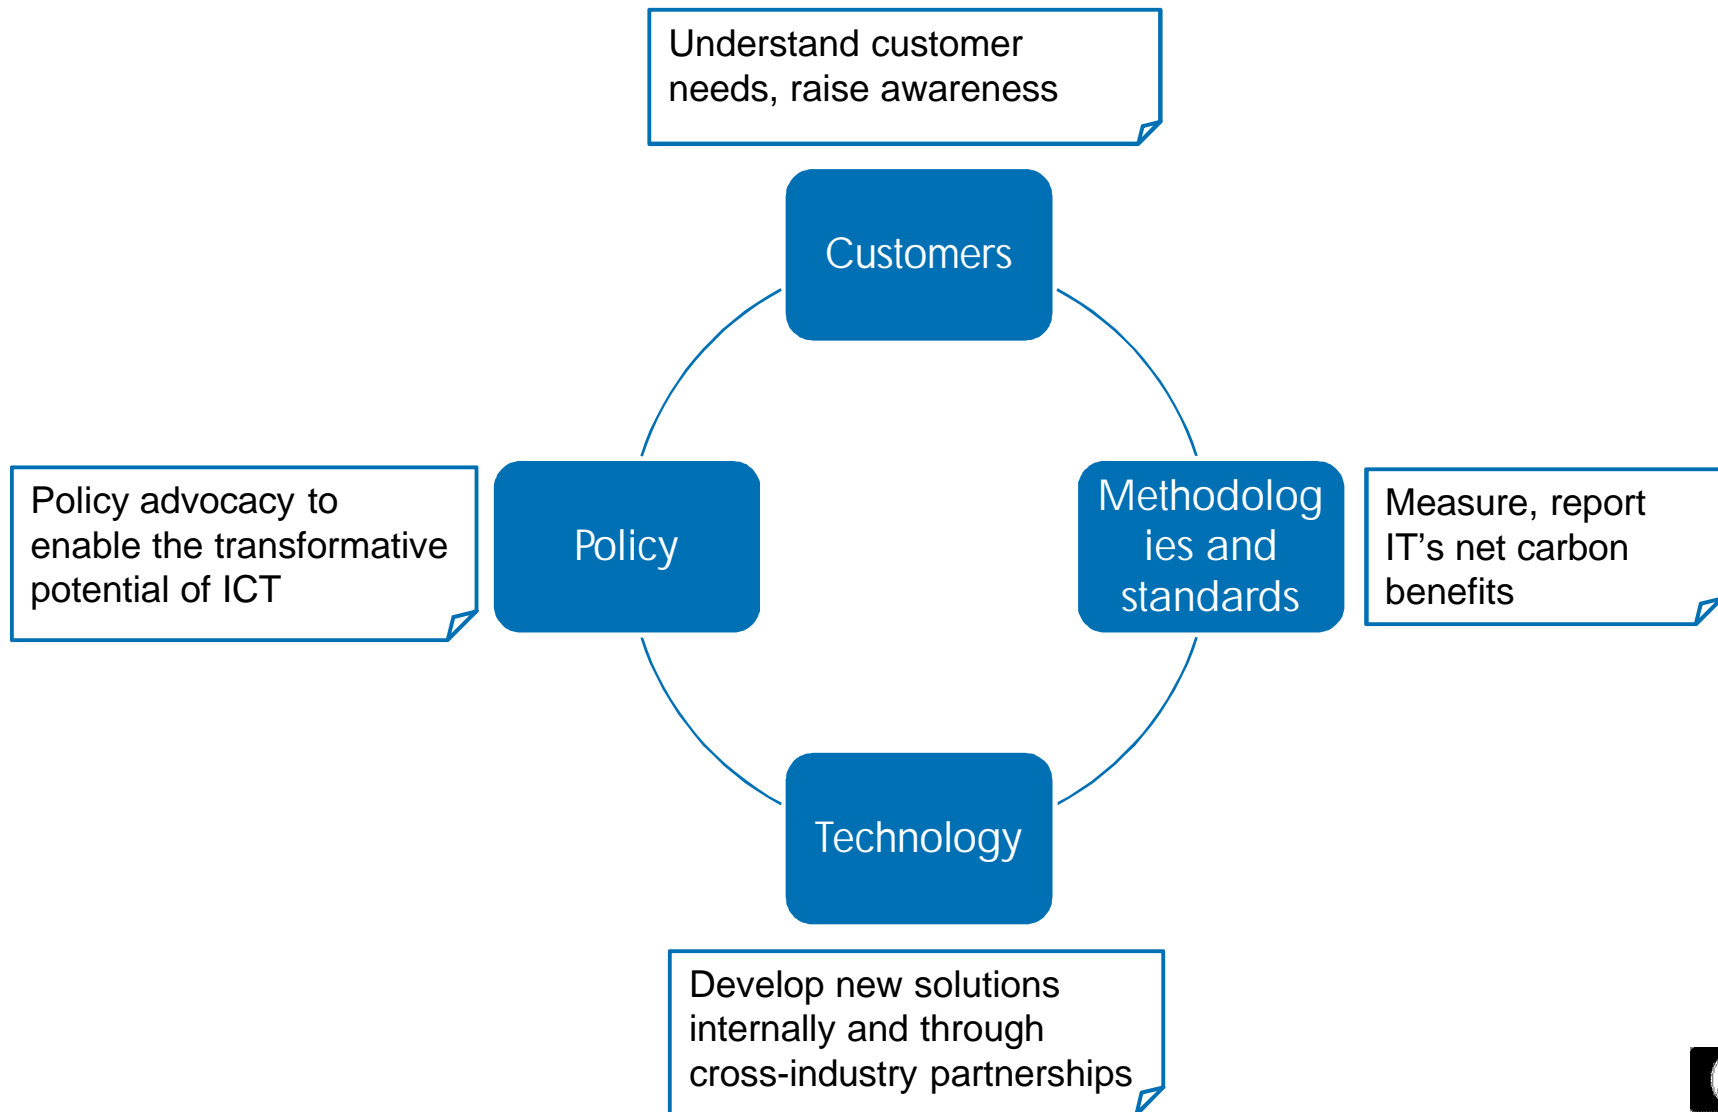 Understand customer
needs, raise awareness
Customers
Policy advocacy to
enable the transformative
potential of ICT
Policy
Methodolog
ies and
standards
Measure, report
IT’s net carbon
benefits
Technology
Develop new solutions
internally and through
cross-industry partnerships